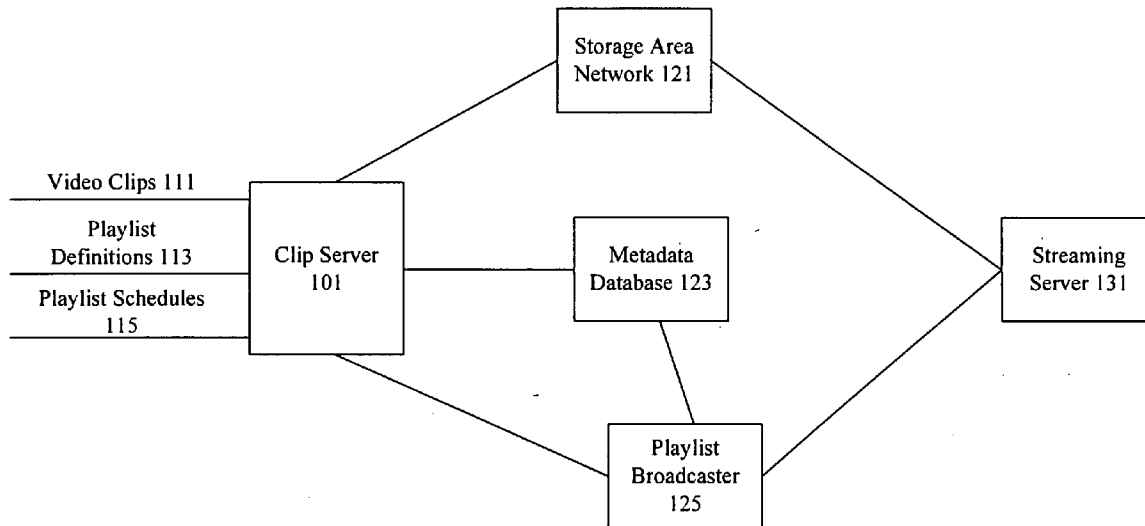 Storage Area
Network 121
Video Clips 111
Playlist
Definitions 113
Playlist Schedules
115
Clip Server
101
Metadata
Database 123
Streaming
Server 131
Playlist
Broadcaster
125